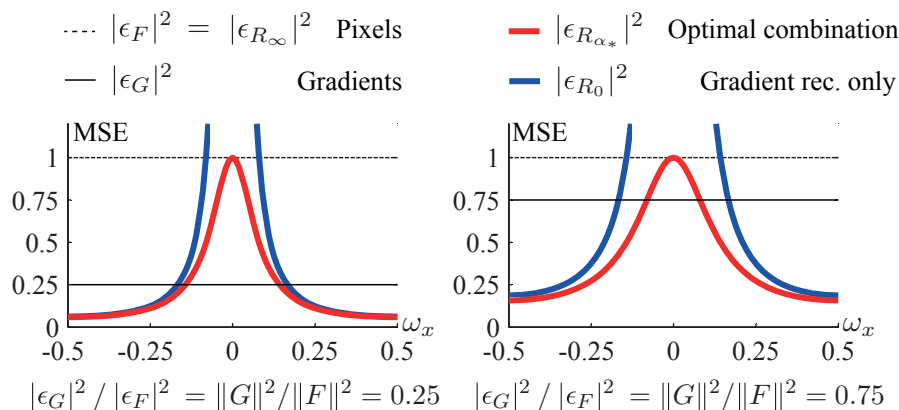 |ϵ_F|² = |ϵ_{R_∞}|² Pixels
|ϵ_G|² Gradients
|ϵ_{R_{α_*}}|² Optimal combination
|ϵ_{R_0}|² Gradient rec. only
MSE
1
0.75
0.5
0.25
0
ω_x
-0.5 -0.25 0 0.25 0.5
|ϵ_G|² / |ϵ_F|² = ‖G‖²/‖F‖² = 0.25
MSE
1
0.75
0.5
0.25
0
ω_x
-0.5 -0.25 0 0.25 0.5
|ϵ_G|² / |ϵ_F|² = ‖G‖²/‖F‖² = 0.75